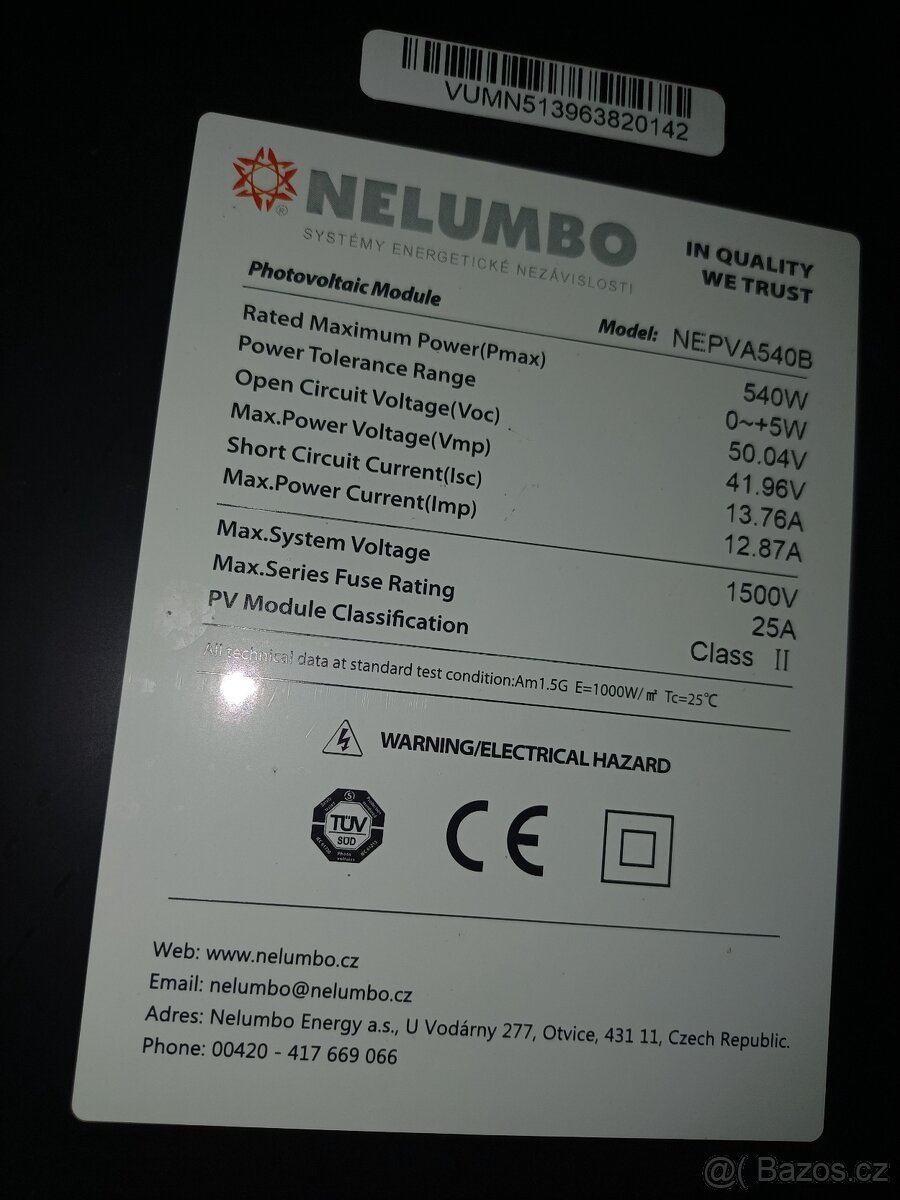 VUMN513963820142
NELUMBO
®
SYSTÉMY ENERGETICKÉ NEZÁVISLOSTI
IN QUALITY
WE TRUST
Photovoltaic Module
Model: NEPVA540B
Rated Maximum Power(Pmax) 540W
Power Tolerance Range 0~+5W
Open Circuit Voltage(Voc) 50.04V
Max.Power Voltage(Vmp) 41.96V
Short Circuit Current(Isc) 13.76A
Max.Power Current(Imp) 12.87A
Max.System Voltage 1500V
Max.Series Fuse Rating 25A
PV Module Classification Class II
All technical data at standard test condition:Am1.5G E=1000W/㎡ Tc=25℃
WARNING/ELECTRICAL HAZARD
TÜV
SÜD
CE
Web: www.nelumbo.cz
Email: nelumbo@nelumbo.cz
Adres: Nelumbo Energy a.s., U Vodárny 277, Otvice, 431 11, Czech Republic.
Phone: 00420 - 417 669 066
@( Bazos.cz